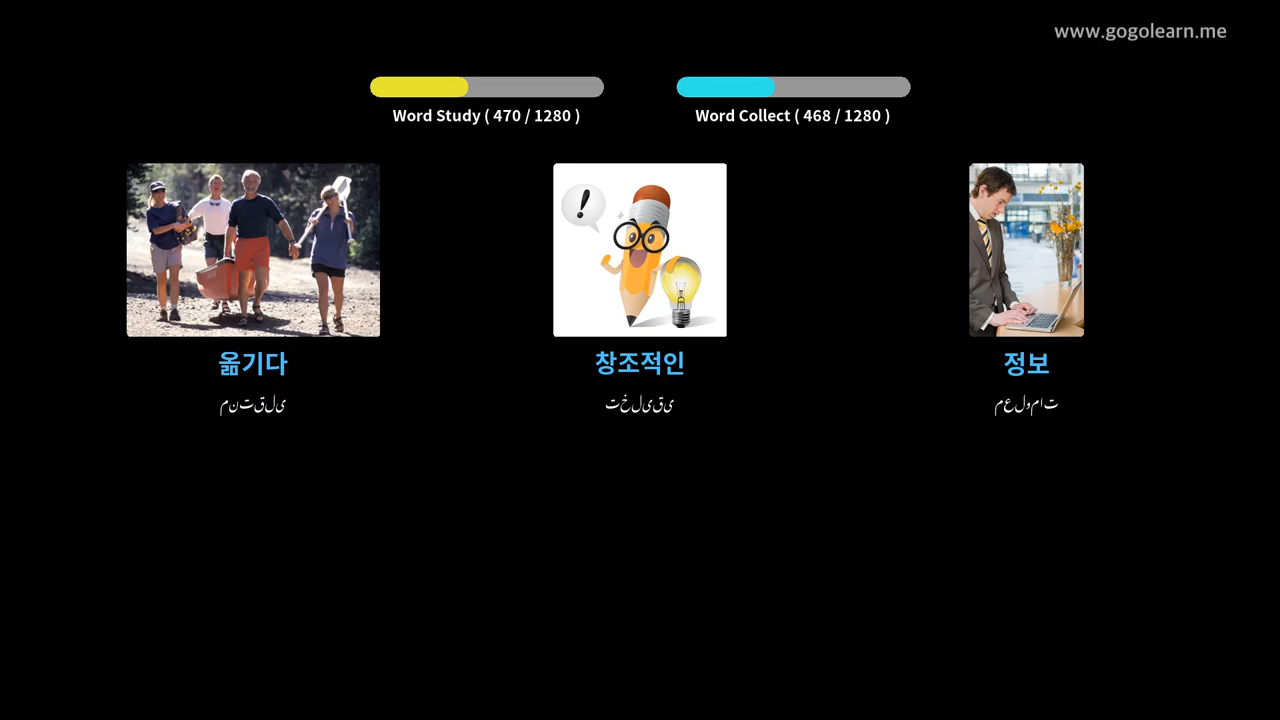 www.gogolearn.me
Word Study ( 470 / 1280 )
Word Collect ( 468 / 1280 )
!
옮기다
창조적인
정보
منتقلی
تخلیقی
معلومات